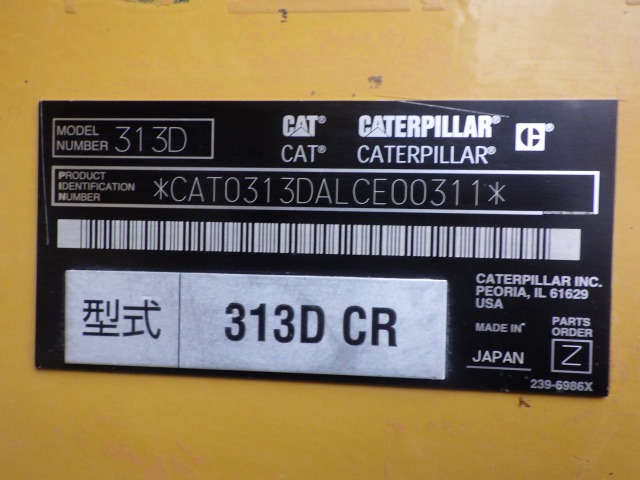 MODEL NUMBER 313D
CAT® CATERPILLAR®
CAT® CATERPILLAR®
PRODUCT IDENTIFICATION NUMBER *CAT0313DALCE00311*
型式 313D CR
CATERPILLAR INC.
PEORIA, IL 61629
USA
MADE IN JAPAN
PARTS ORDER Z
239-6986X